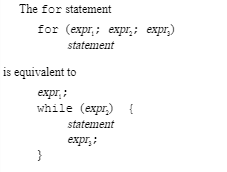 The for statement
for (expr₁; expr₂; expr₃)
statement
is equivalent to
expr₁;
while (expr₂) {
statement
expr₃;
}